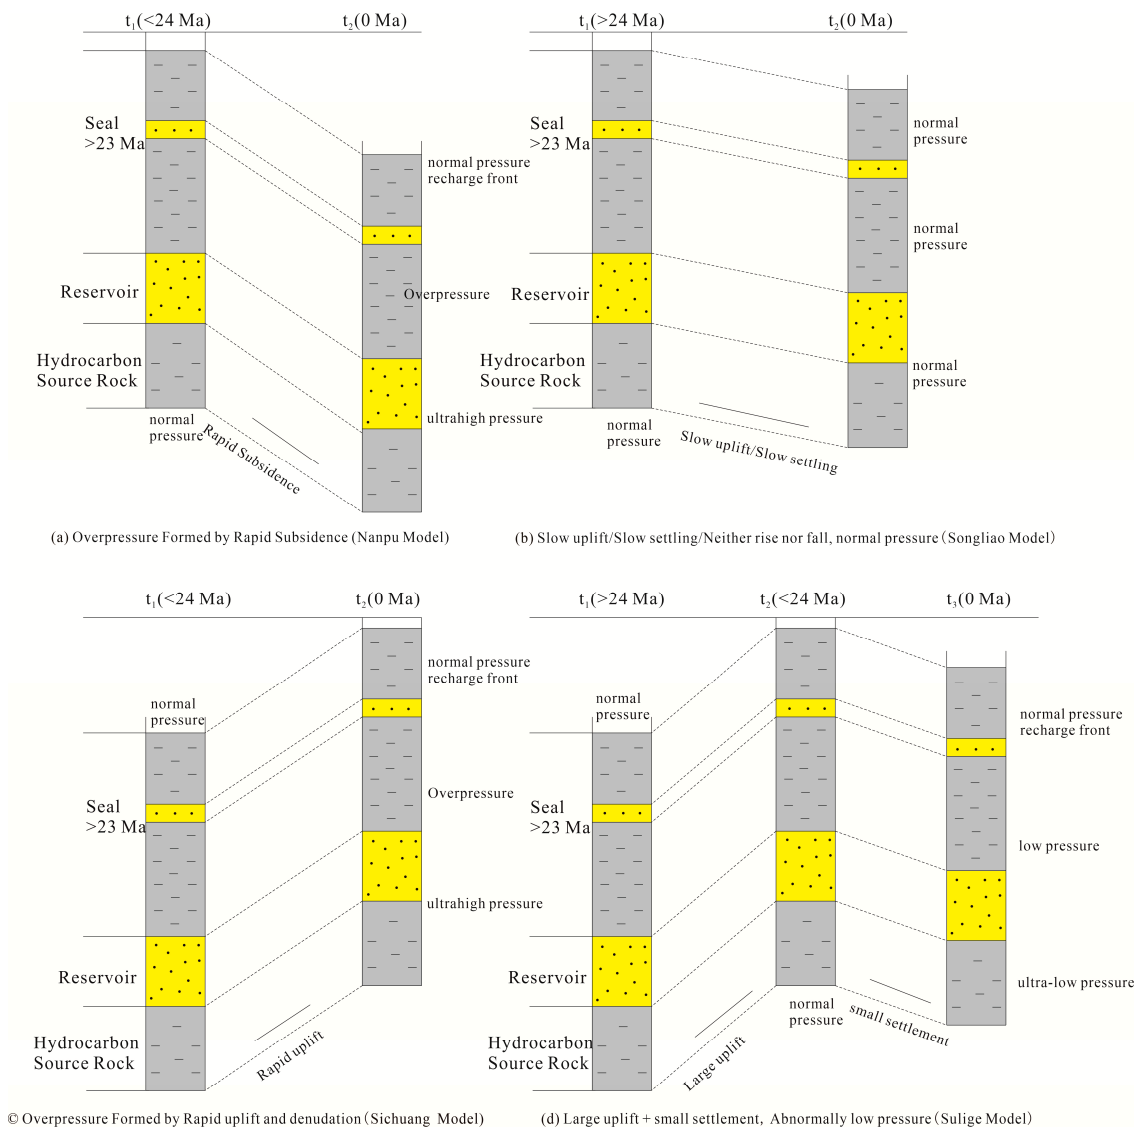 t1(<24 Ma)
t2(0 Ma)
Seal
>23 Ma
normal pressure
recharge front
Reservoir
Overpressure
Hydrocarbon
Source Rock
ultrahigh pressure
normal
pressure
Rapid Subsidence
(a) Overpressure Formed by Rapid Subsidence (Nanpu Model)
t1(>24 Ma)
t2(0 Ma)
Seal
>23 Ma
normal
pressure
normal
pressure
Reservoir
Hydrocarbon
Source Rock
normal
pressure
normal
pressure
Slow uplift/Slow settling
(b) Slow uplift/Slow settling/Neither rise nor fall, normal pressure (Songliao Model)
t1(<24 Ma)
t2(0 Ma)
normal pressure
recharge front
normal
pressure
Seal
>23 Ma
Overpressure
ultrahigh pressure
Reservoir
Hydrocarbon
Source Rock
Rapid uplift
© Overpressure Formed by Rapid uplift and denudation (Sichuang Model)
t1(>24 Ma)
t2(<24 Ma)
t3(0 Ma)
normal
pressure
normal pressure
recharge front
Seal
>23 Ma
low pressure
Reservoir
ultra-low pressure
normal
pressure
small settlement
Hydrocarbon
Source Rock
Large uplift
(d) Large uplift + small settlement, Abnormally low pressure (Sulige Model)